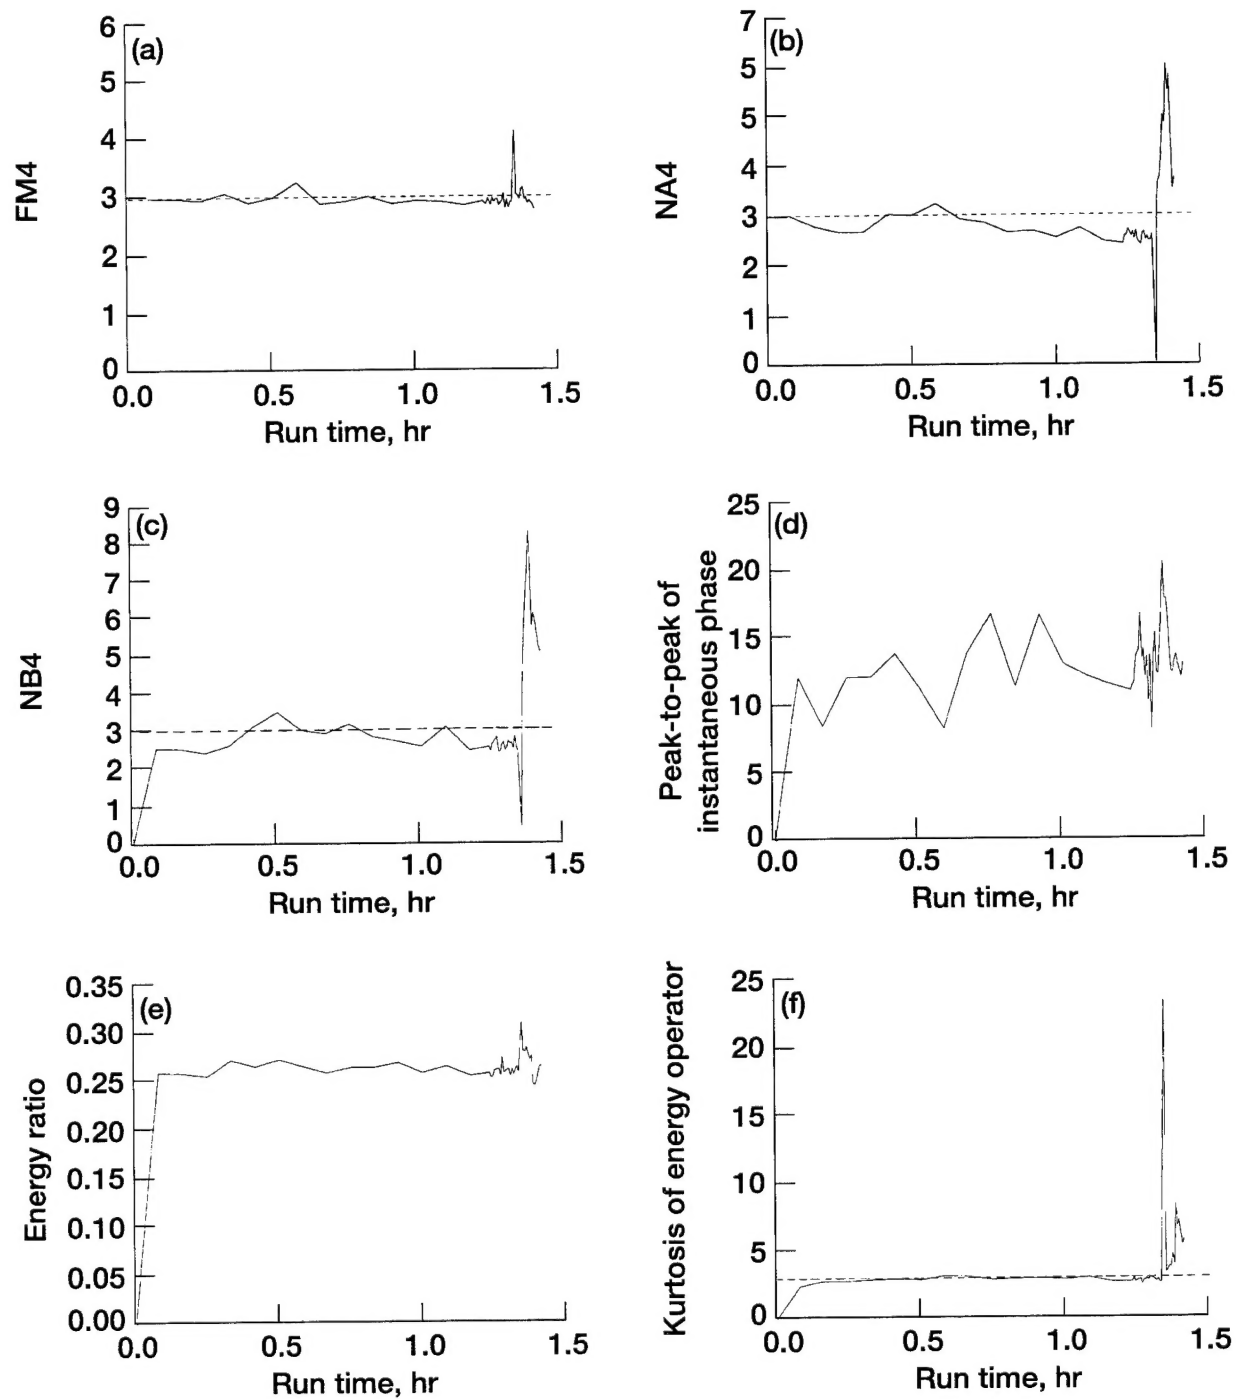 (a)
FM4
6
5
4
3
2
1
0
0.0 0.5 1.0 1.5
Run time, hr
(b)
NA4
7
5
5
4
3
2
1
0
0.0 0.5 1.0 1.5
Run time, hr
(c)
NB4
9
8
7
6
5
4
3
2
1
0
0.0 0.5 1.0 1.5
Run time, hr
(d)
Peak-to-peak of
instantaneous phase
25
20
15
10
5
0
0.0 0.5 1.0 1.5
Run time, hr
(e)
Energy ratio
0.35
0.30
0.25
0.20
0.15
0.10
0.05
0.00
0.0 0.5 1.0 1.5
Run time, hr
(f)
Kurtosis of energy operator
25
20
15
10
5
0
0.0 0.5 1.0 1.5
Run time, hr